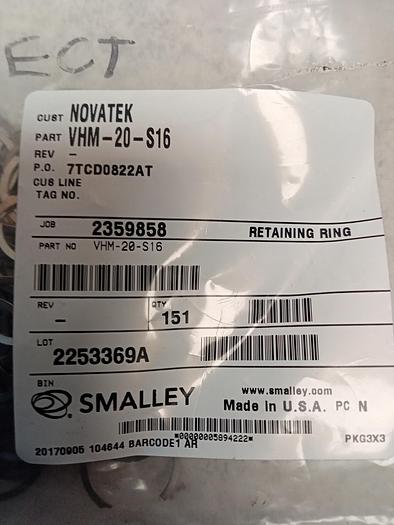 ECT
CUST NOVATEK
PART VHM-20-S16
REV -
P.O. 7TCD0822AT
CUS LINE
TAG NO.
JOB 2359858 RETAINING RING
PART NO VHM-20-S16
REV - QTY 151
LOT 2253369A
BIN
SMALLEY www.smalley.com
Made in U.S.A. PC N
*00000005894222*
20170905 104644 BARCODE1 AR PKG3X3